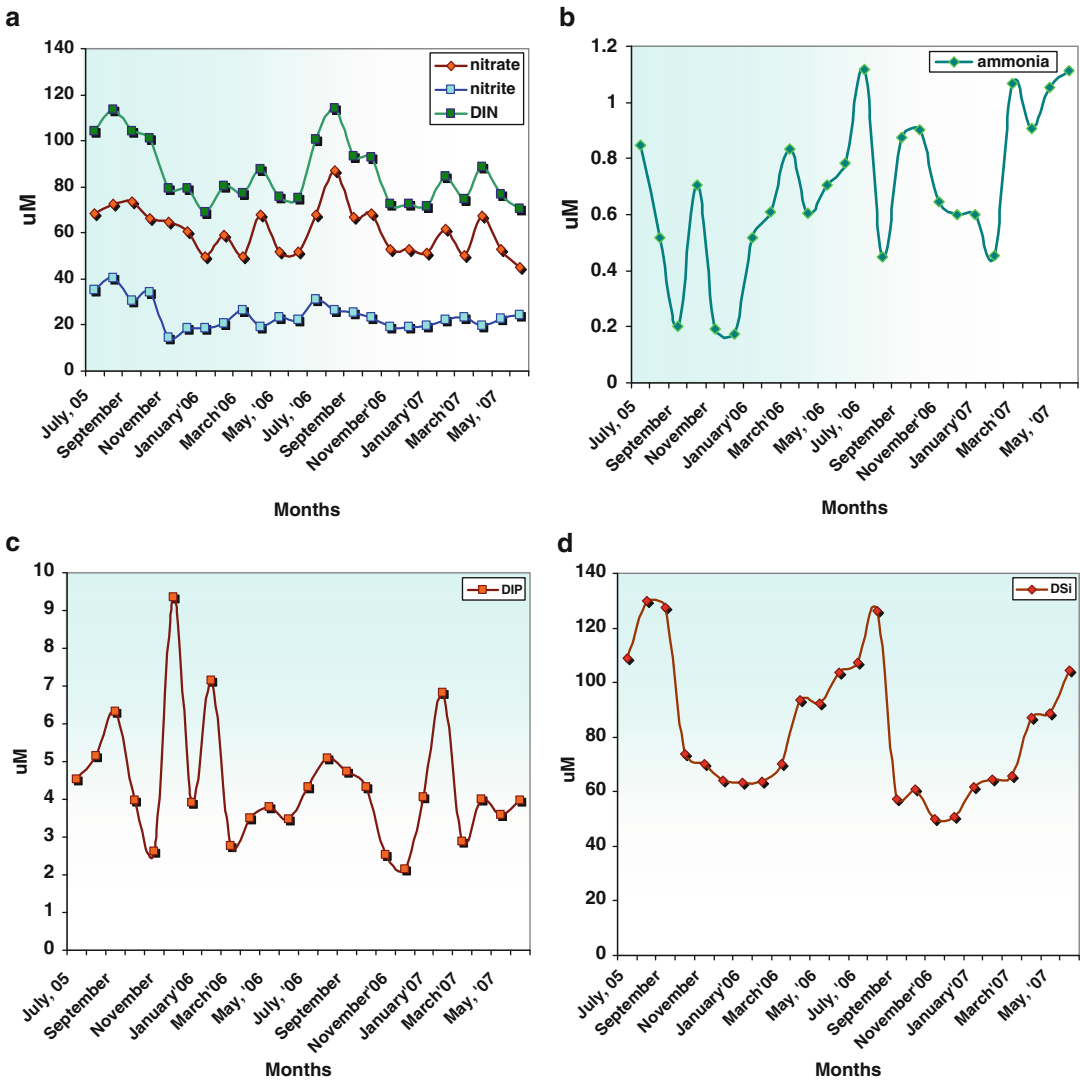 a
140
120
100
80
60
40
20
0
uM
nitrate
nitrite
DIN
July, 05
September
November
January'06
March'06
May, '06
July, '06
September
November'06
January'07
March'07
May, '07
Months
b
1.2
1
0.8
0.6
0.4
0.2
0
uM
ammonia
July, 05
September
November
January'06
March'06
May, '06
July, '06
September
November'06
January'07
March'07
May, '07
Months
c
10
9
8
7
6
5
4
3
2
1
0
uM
DIP
July, 05
September
November
January'06
March'06
May, '06
July, '06
September
November'06
January'07
March'07
May, '07
Months
d
140
120
100
80
60
40
20
0
uM
DSi
July, 05
September
November
January'06
March'06
May, '06
July, '06
September
November'06
January'07
March'07
May, '07
Months